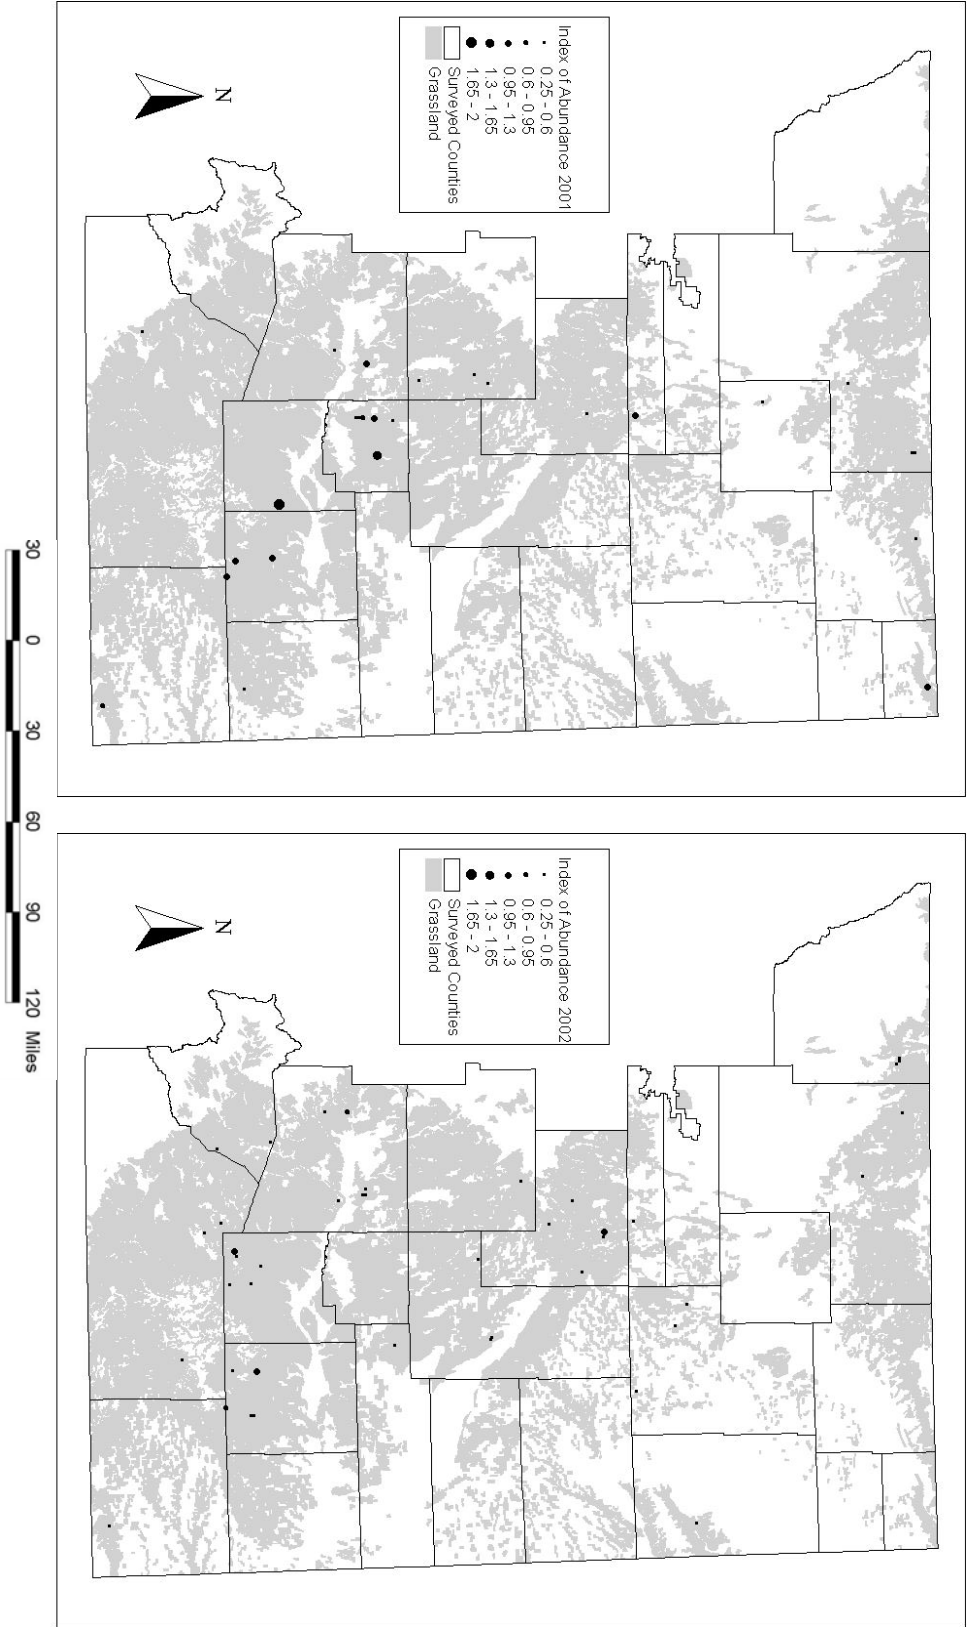 Index of Abundance 2001
0.25 - 0.6
0.6 - 0.95
0.95 - 1.3
1.3 - 1.65
1.65 - 2
Surveyed Counties
Grassland
N
Index of Abundance 2002
0.25 - 0.6
0.6 - 0.95
0.95 - 1.3
1.3 - 1.65
1.65 - 2
Surveyed Counties
Grassland
N
30 0 30 60 90 120 Miles